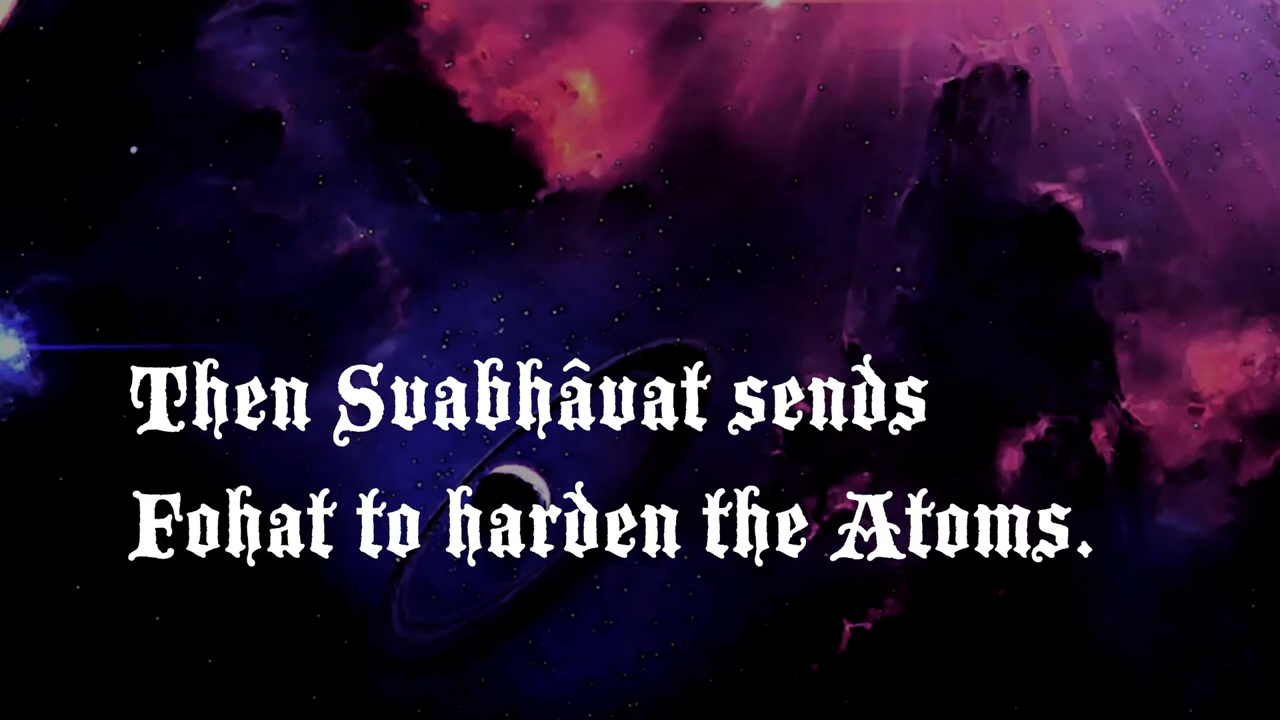 Then Svabhâvat sends
Fohat to harden the Atoms.